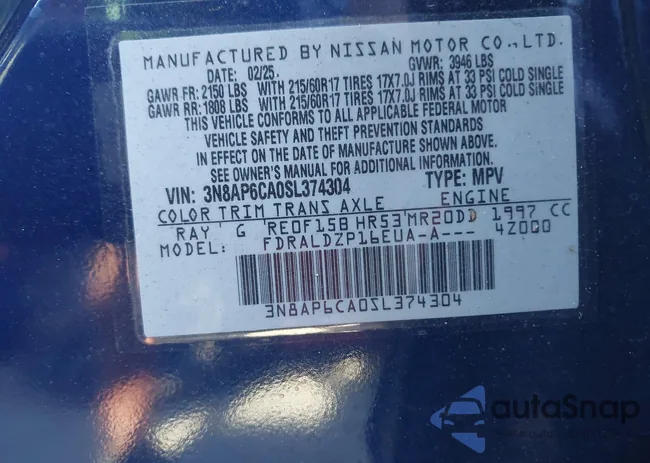 MANUFACTURED BY NISSAN MOTOR CO.,LTD.
DATE: 02/25. GVWR: 3946 LBS
GAWR FR: 2150 LBS WITH 215/60R17 TIRES 17X7.0J RIMS AT 33 PSI COLD SINGLE
GAWR RR: 1808 LBS WITH 215/60R17 TIRES 17X7.0J RIMS AT 33 PSI COLD SINGLE
THIS VEHICLE CONFORMS TO ALL APPLICABLE FEDERAL MOTOR
VEHICLE SAFETY AND THEFT PREVENTION STANDARDS
IN EFFECT ON THE DATE OF MANUFACTURE SHOWN ABOVE.
SEE OWNER'S MANUAL FOR ADDITIONAL INFORMATION.
VIN: 3N8AP6CA0SL374304 TYPE: MPV
COLOR TRIM TRANS AXLE ENGINE
RAY G RE0F15B HR53 MR20DD 1997 CC
MODEL: FDRALDZP16EUA-A--- 4Z000
3N8AP6CA0SL374304
autoSnap